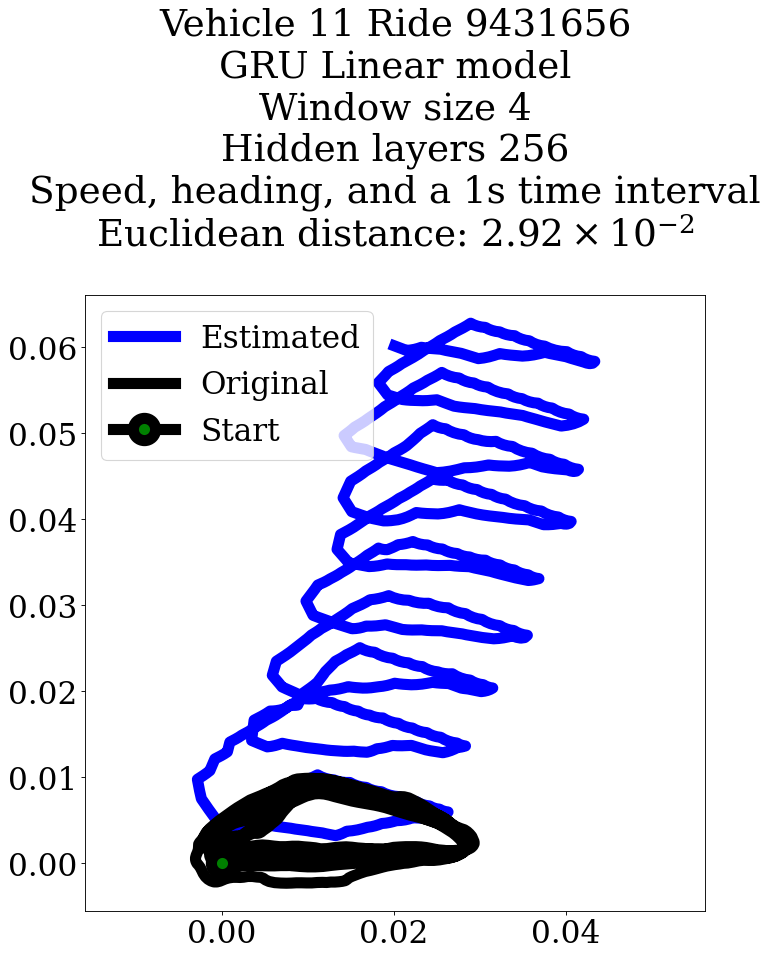 Vehicle 11 Ride 9431656
GRU Linear model
Window size 4
Hidden layers 256
Speed, heading, and a 1s time interval
Euclidean distance: 2.92 × 10⁻²
Estimated
Original
Start
0.06
0.05
0.04
0.03
0.02
0.01
0.00
0.00 0.02 0.04